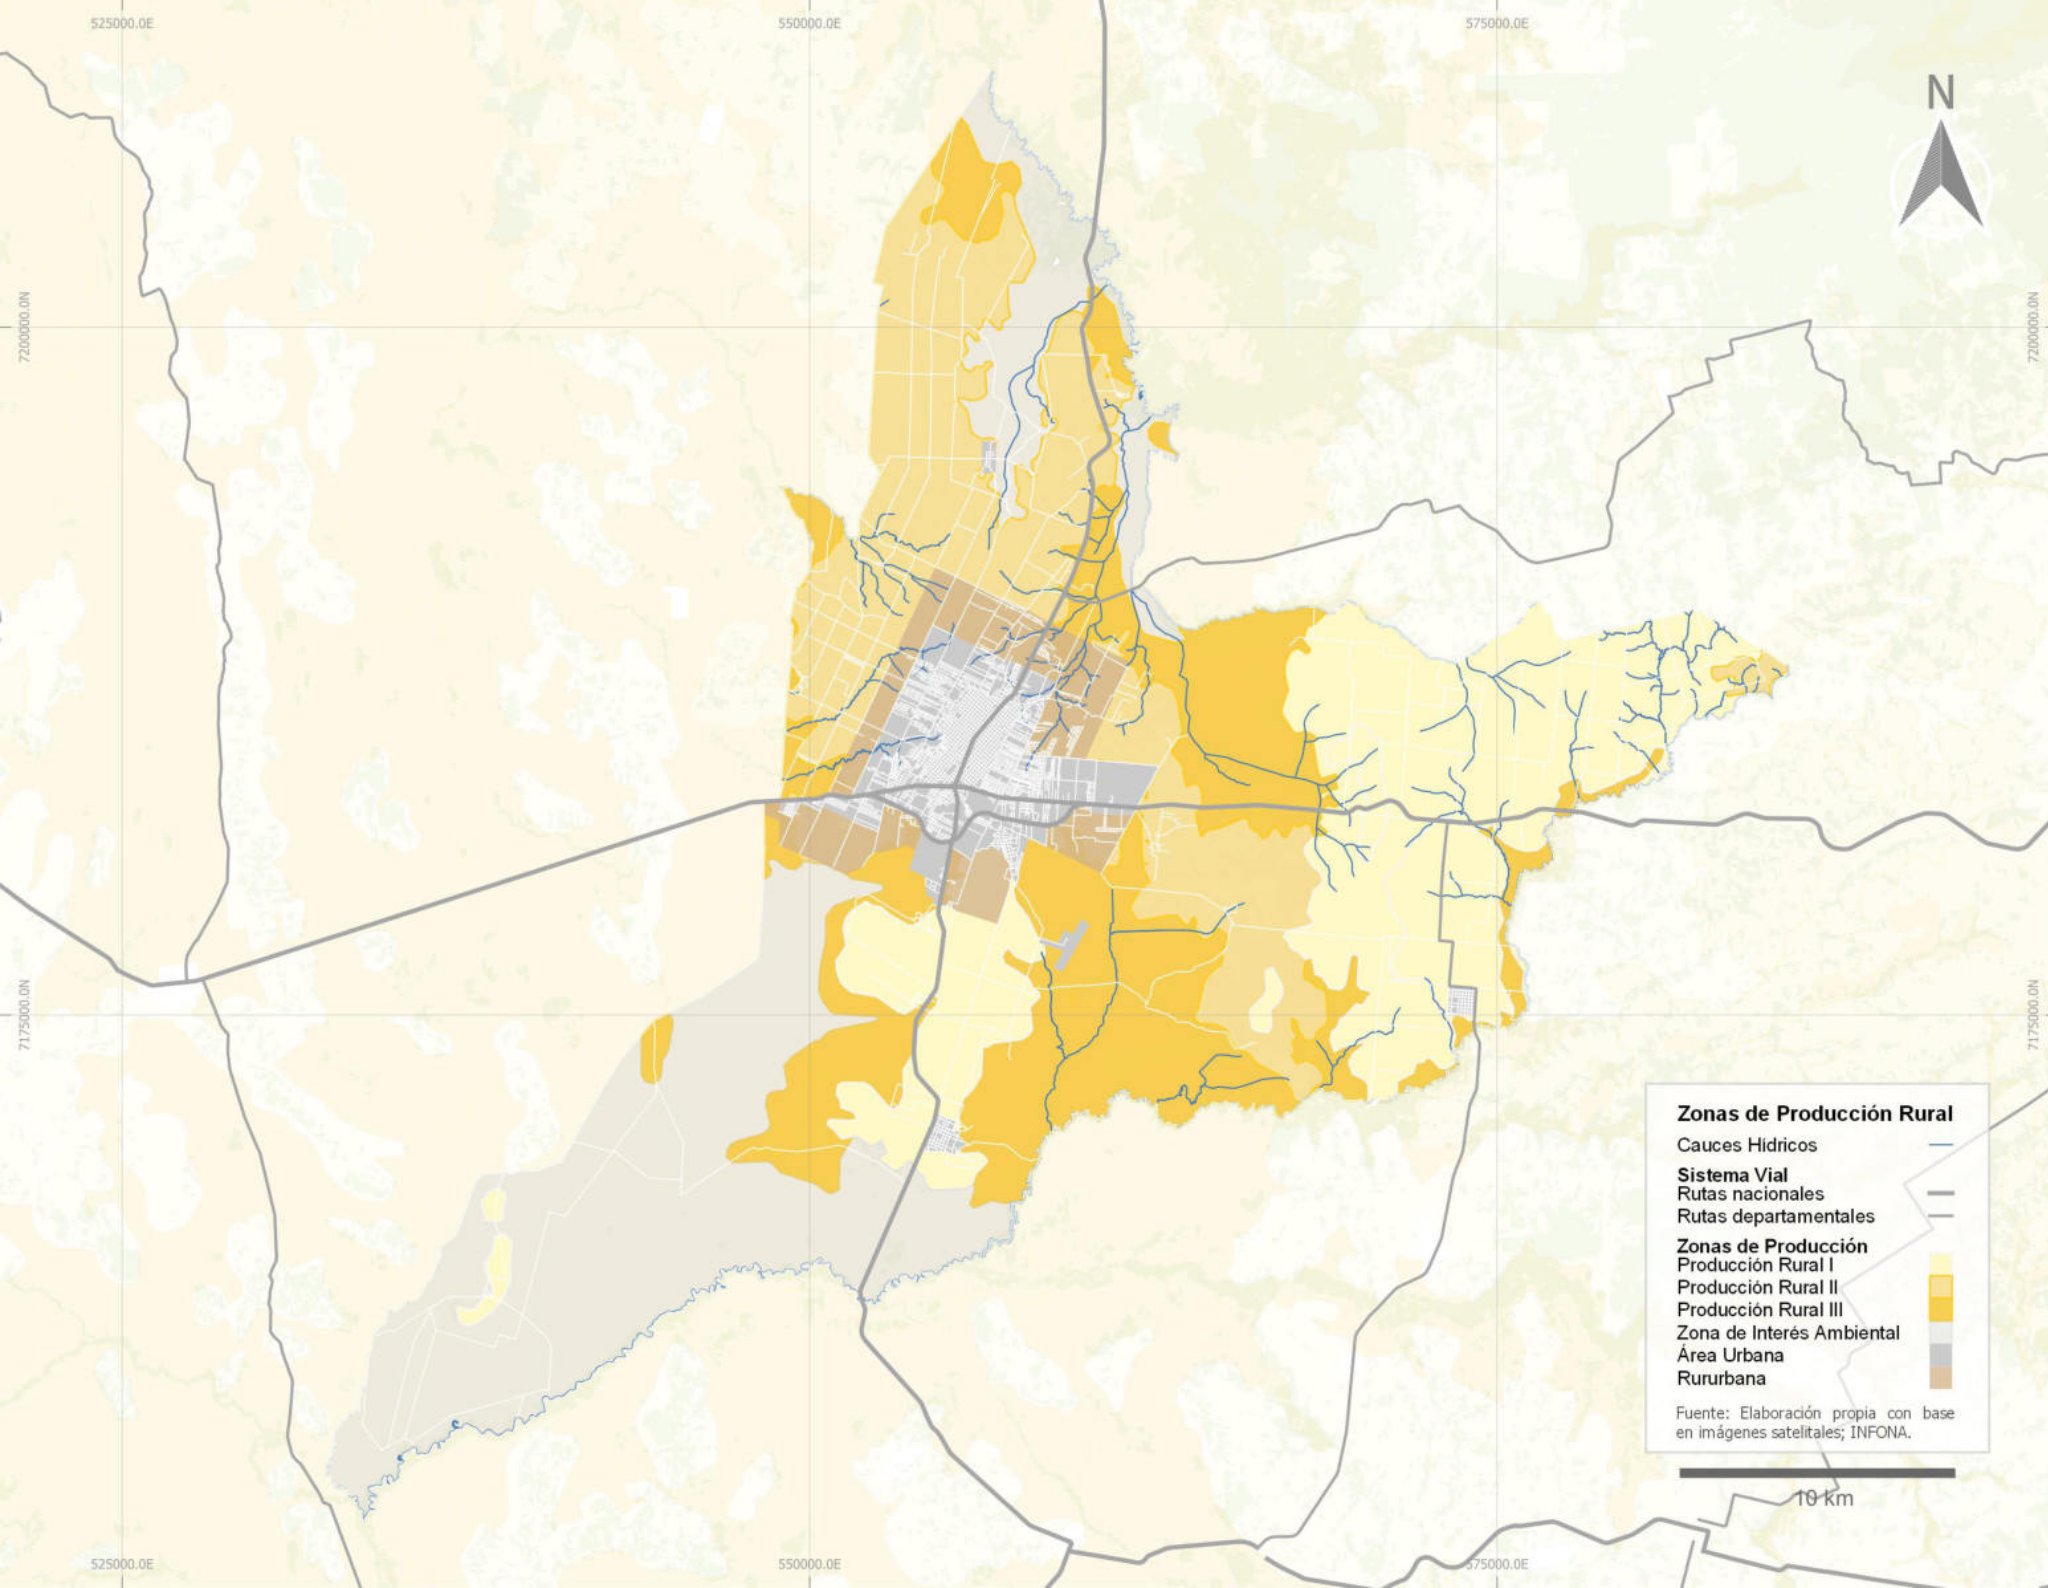 525000.0E
550000.0E
575000.0E
N
7200000.0N
7200000.0N
7175000.0N
7175000.0N
Zonas de Producción Rural
Cauces Hídricos
Sistema Vial
Rutas nacionales
Rutas departamentales
Zonas de Producción
Producción Rural I
Producción Rural II
Producción Rural III
Zona de Interés Ambiental
Área Urbana
Rururbana
Fuente: Elaboración propia con base
en imágenes satelitales; INFONA.
10 km
525000.0E
550000.0E
575000.0E